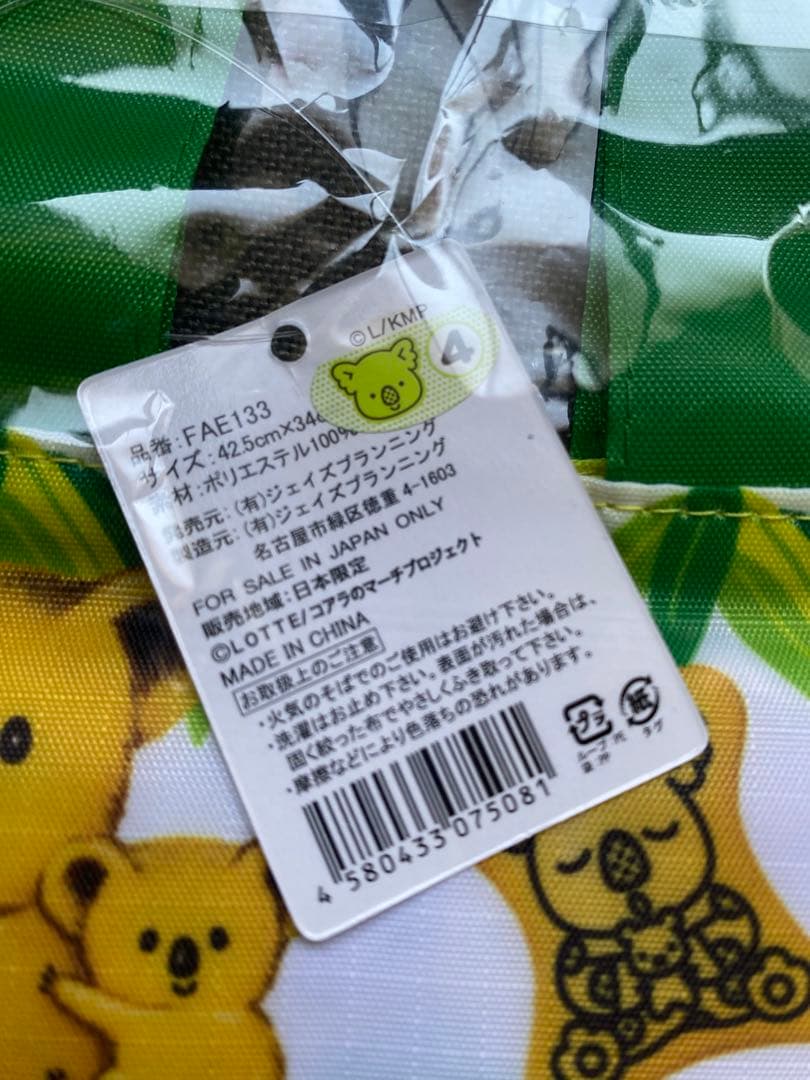 ©L/KMP
4
品番:FAE133
サイズ:42.5cm×34c
素材:ポリエステル100%
発売元:(有)ジェイズプランニング
製造元:(有)ジェイズプランニング
名古屋市緑区徳重4-1603
FOR SALE IN JAPAN ONLY
販売地域:日本限定
©LOTTE/コアラのマーチプロジェクト
MADE IN CHINA
お取扱上のご注意
・火気のそばでのご使用はお避け下さい。
・洗濯はお止め下さい。表面が汚れた場合は、
固く絞った布でやさしくふき取って下さい。
・摩擦などにより色落ちの恐れがあります。
プラ
紙
ループ
タグ
4 580433 075081